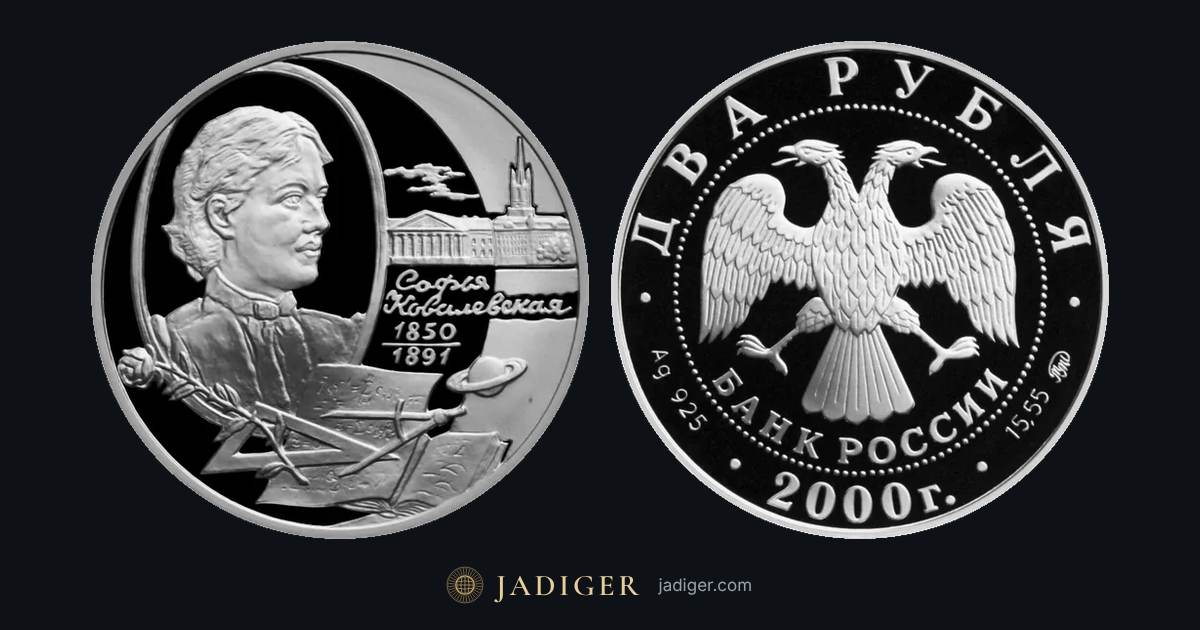 Софья
Ковалевская
1850
1891
ДВА РУБЛЯ
Ag 925
БАНК РОССИИ
15,55
2000г.
JADIGER
jadiger.com